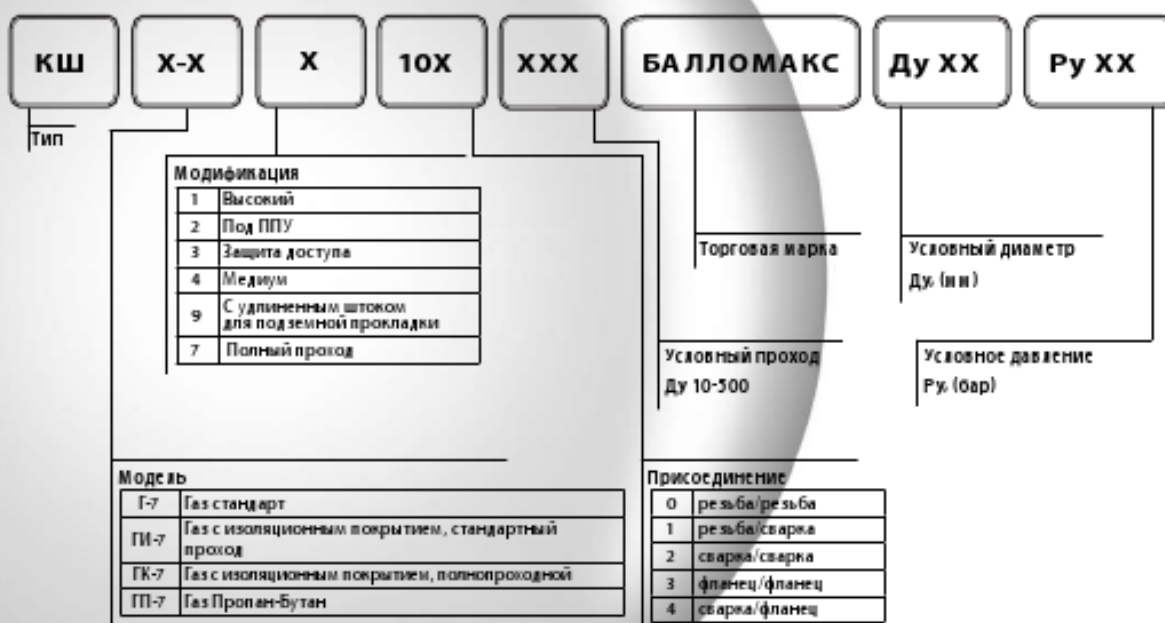 КШ X-X X 10X XXX БАЛЛОМАКС Ду XX Ру XX
Тип
Модификация
1 Высокий
2 Под ППУ
3 Защита доступа
4 Медиум
9 С удлиненным штоком
для подземной прокладки
7 Полный проход
Торговая марка
Условный диаметр
Ду, (мм)
Условный проход
Ду 10-500
Условное давление
Ру, (бар)
Модель
Г-7 Газ стандарт
ГИ-7 Газ с изоляционным покрытием, стандартный
проход
ГК-7 Газ с изоляционным покрытием, полнопроходной
ГП-7 Газ Пропан-Бутан
Присоединение
0 резьба/резьба
1 резьба/сварка
2 сварка/сварка
3 фланец/фланец
4 сварка/фланец